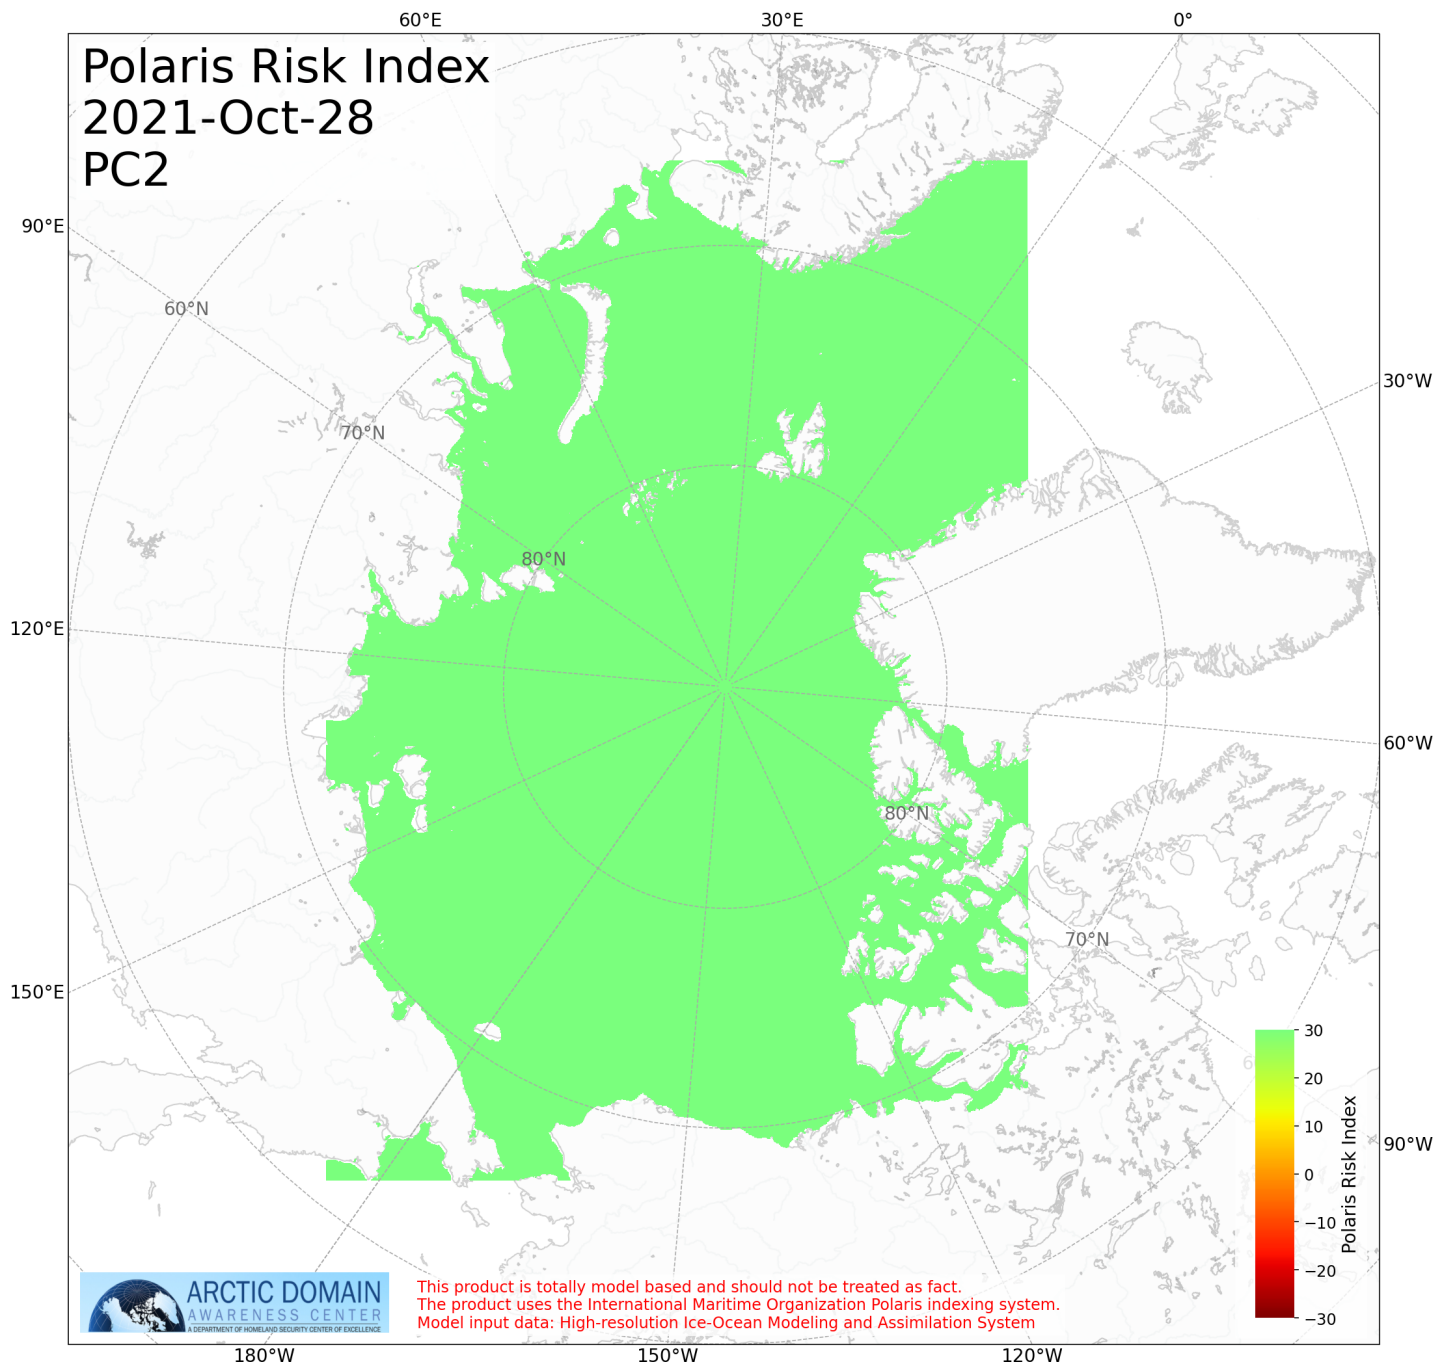 60°E 30°E 0°
Polaris Risk Index
2021-Oct-28
PC2
90°E
60°N
30°W
70°N
80°N
120°E
60°W
80°N
70°N
150°E
30
20
10
0
−10
−20
−30
Polaris Risk Index
90°W
ARCTIC DOMAIN
AWARENESS CENTER
A DEPARTMENT OF HOMELAND SECURITY CENTER OF EXCELLENCE
This product is totally model based and should not be treated as fact.
The product uses the International Maritime Organization Polaris indexing system.
Model input data: High-resolution Ice-Ocean Modeling and Assimilation System
180°W 150°W 120°W